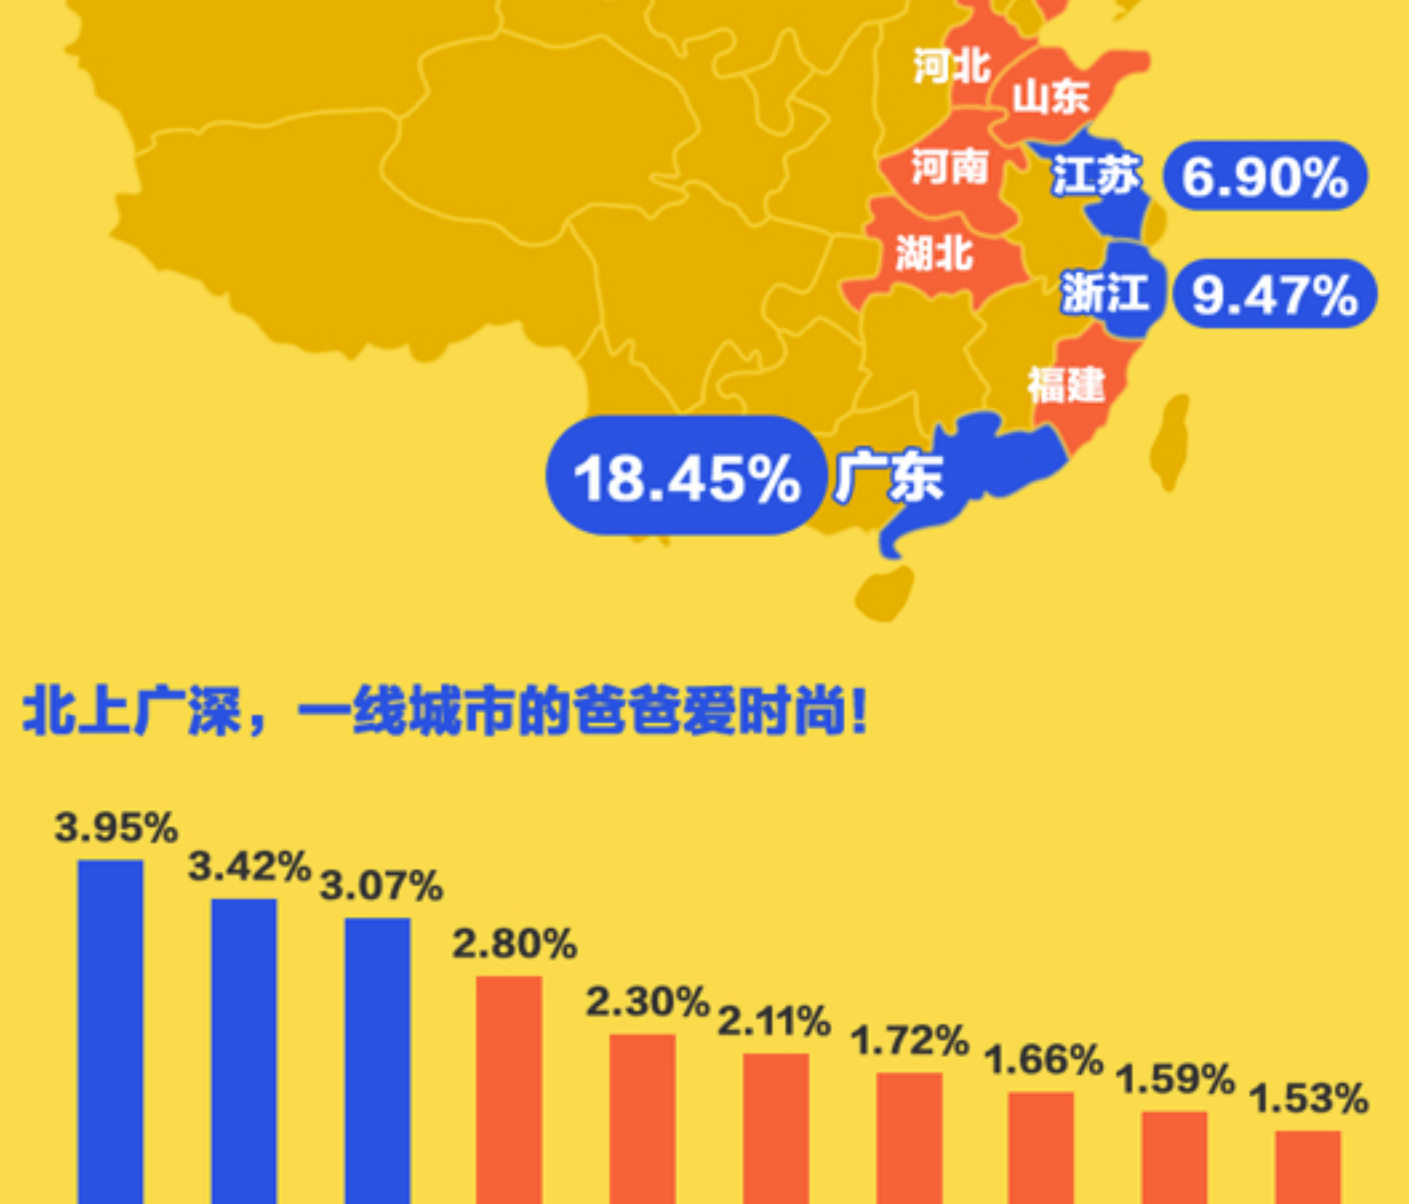 河北
山东
河南
江苏 6.90%
湖北
浙江 9.47%
福建
18.45% 广东
北上广深，一线城市的爸爸爱时尚！
3.95%
3.42%
3.07%
2.80%
2.30%
2.11%
1.72%
1.66%
1.59%
1.53%